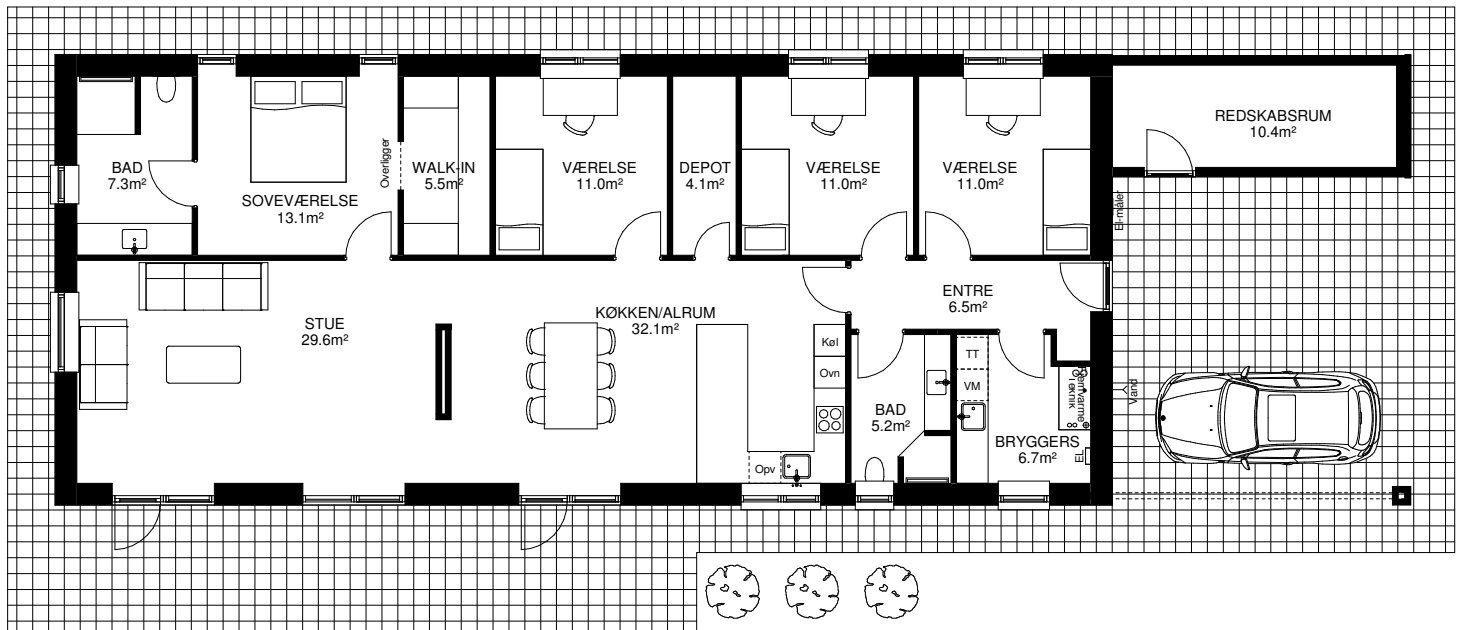 REDSKABSRUM
10.4m²
BAD
7.3m²
SOVEVÆRELSE
13.1m²
Overligger
WALK-IN
5.5m²
VÆRELSE
11.0m²
DEPOT
4.1m²
VÆRELSE
11.0m²
VÆRELSE
11.0m²
El-måler
STUE
29.6m²
KØKKEN/ALRUM
32.1m²
ENTRE
6.5m²
Køl
Ovn
Opv
BAD
5.2m²
TT
VM
BRYGGERS
6.7m²
Fjernvarme
EL
Vand